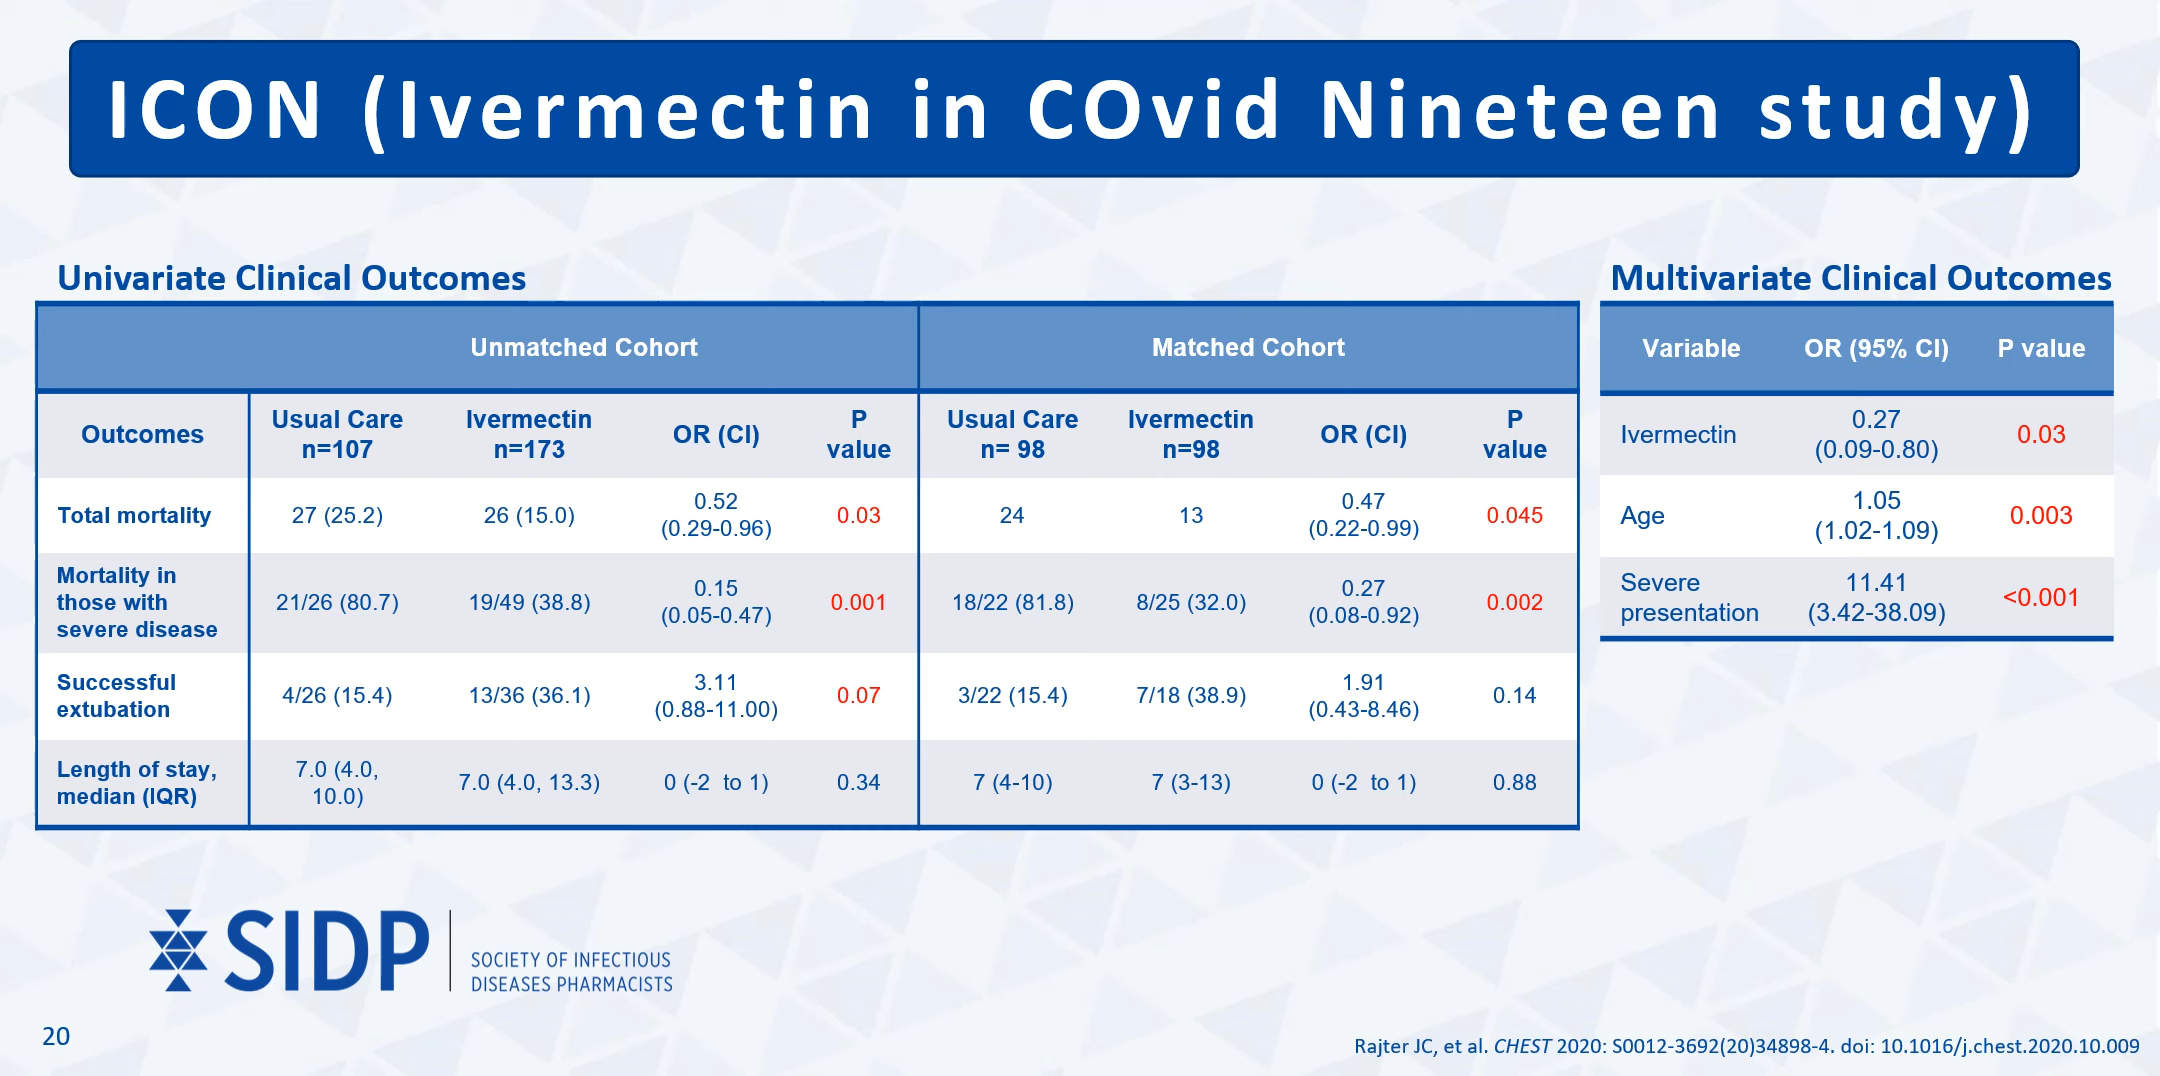 ICON (Ivermectin in COvid Nineteen study)
Univariate Clinical Outcomes
Unmatched Cohort Matched Cohort
Outcomes Usual Care n=107 Ivermectin n=173 OR (CI) P value Usual Care n= 98 Ivermectin n=98 OR (CI) P value
Total mortality 27 (25.2) 26 (15.0) 0.52 (0.29-0.96) 0.03 24 13 0.47 (0.22-0.99) 0.045
Mortality in those with severe disease 21/26 (80.7) 19/49 (38.8) 0.15 (0.05-0.47) 0.001 18/22 (81.8) 8/25 (32.0) 0.27 (0.08-0.92) 0.002
Successful extubation 4/26 (15.4) 13/36 (36.1) 3.11 (0.88-11.00) 0.07 3/22 (15.4) 7/18 (38.9) 1.91 (0.43-8.46) 0.14
Length of stay, median (IQR) 7.0 (4.0, 10.0) 7.0 (4.0, 13.3) 0 (-2 to 1) 0.34 7 (4-10) 7 (3-13) 0 (-2 to 1) 0.88
Multivariate Clinical Outcomes
Variable OR (95% CI) P value
Ivermectin 0.27 (0.09-0.80) 0.03
Age 1.05 (1.02-1.09) 0.003
Severe presentation 11.41 (3.42-38.09) <0.001
SIDP
SOCIETY OF INFECTIOUS
DISEASES PHARMACISTS
20
Rajter JC, et al. CHEST 2020: S0012-3692(20)34898-4. doi: 10.1016/j.chest.2020.10.009